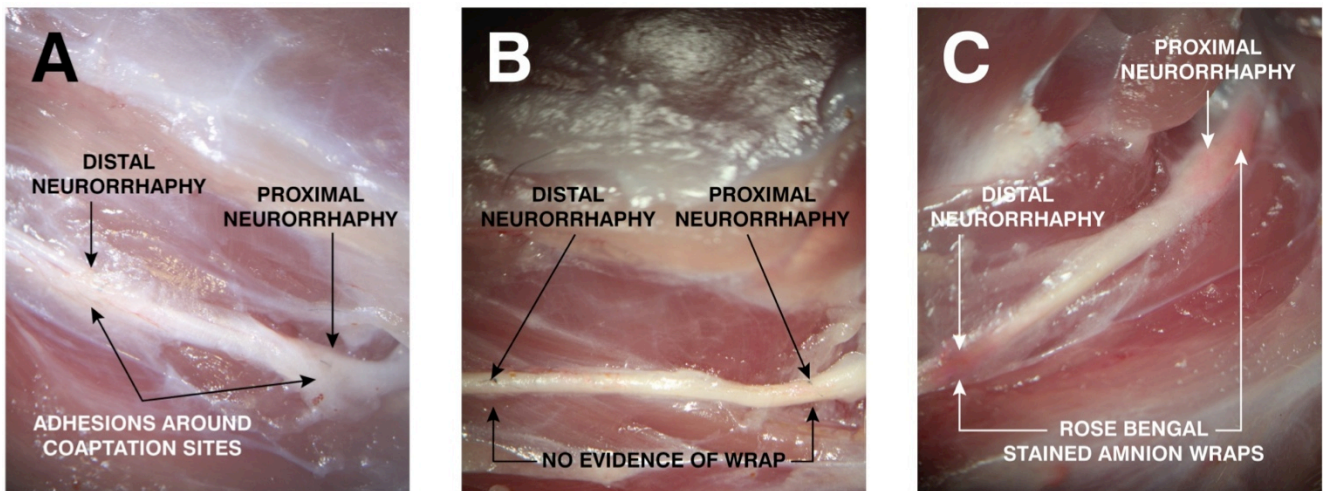 A
DISTAL
NEURORRHAPHY
PROXIMAL
NEURORRHAPHY
ADHESIONS AROUND
COAPTATION SITES
B
DISTAL
NEURORRHAPHY
PROXIMAL
NEURORRHAPHY
NO EVIDENCE OF WRAP
C
PROXIMAL
NEURORRHAPHY
DISTAL
NEURORRHAPHY
ROSE BENGAL
STAINED AMNION WRAPS